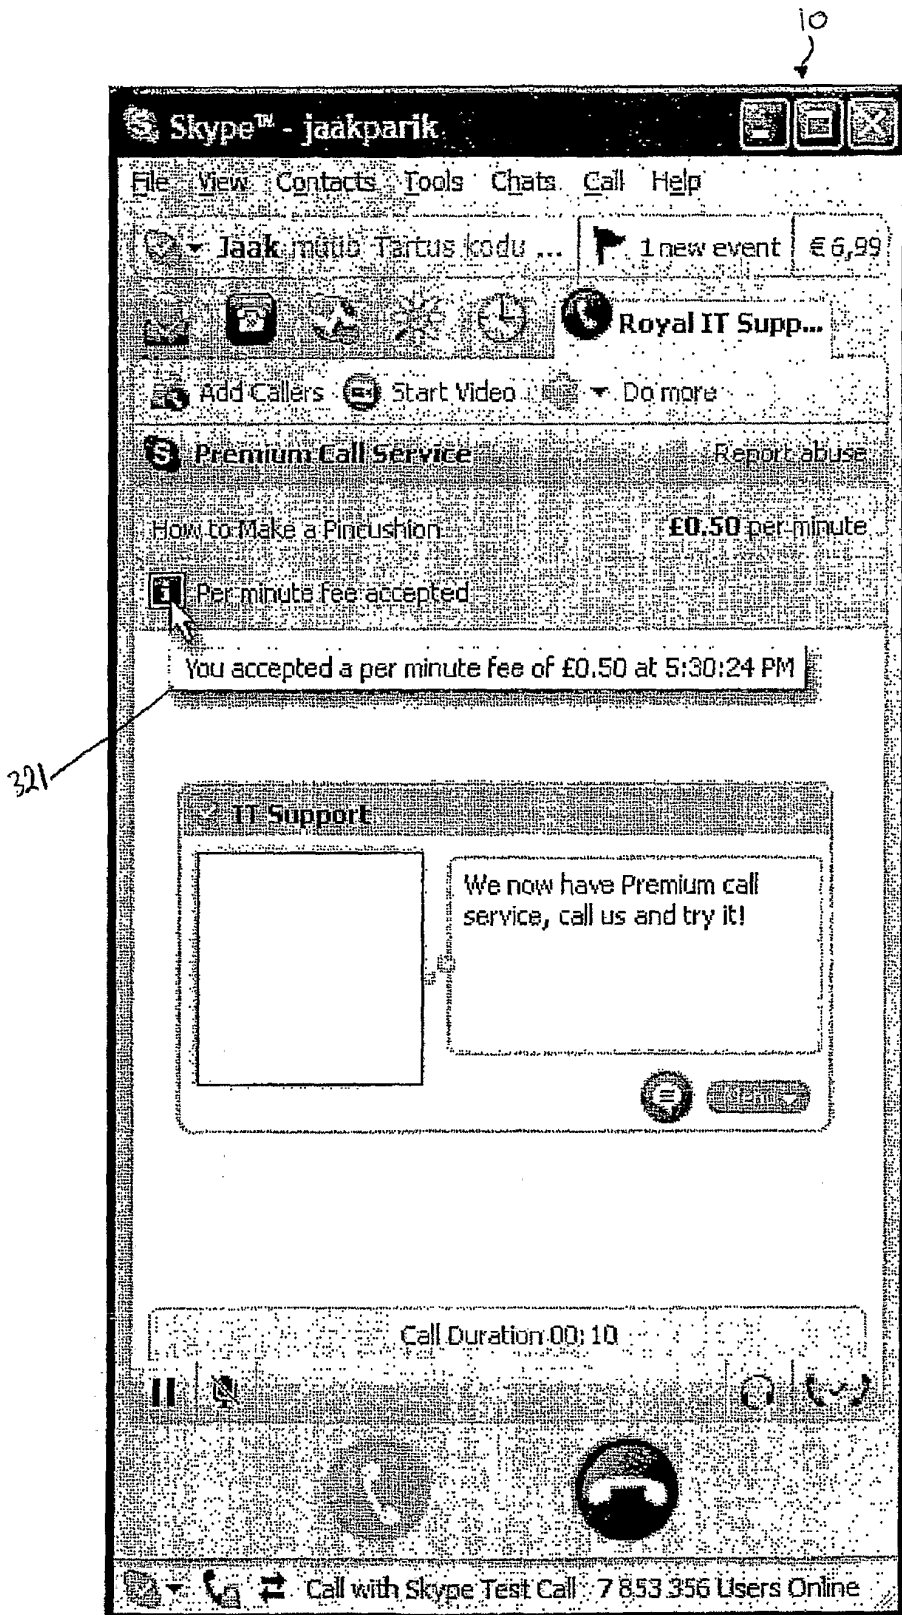 10
Skype™ - jaakparik
File View Contacts Tools Chats Call Help
Jaak müüb Tartus kodu ... 1 new event €6,99
Royal IT Supp...
Add Callers Start Video Do more
Premium Call Service Report abuse
How to Make a Pincushion £0.50 per minute
Per minute fee accepted
You accepted a per minute fee of £0.50 at 5:30:24 PM
321
IT Support
We now have Premium call
service, call us and try it!
Call Duration 00:10
Call with Skype Test Call 7 853 356 Users Online